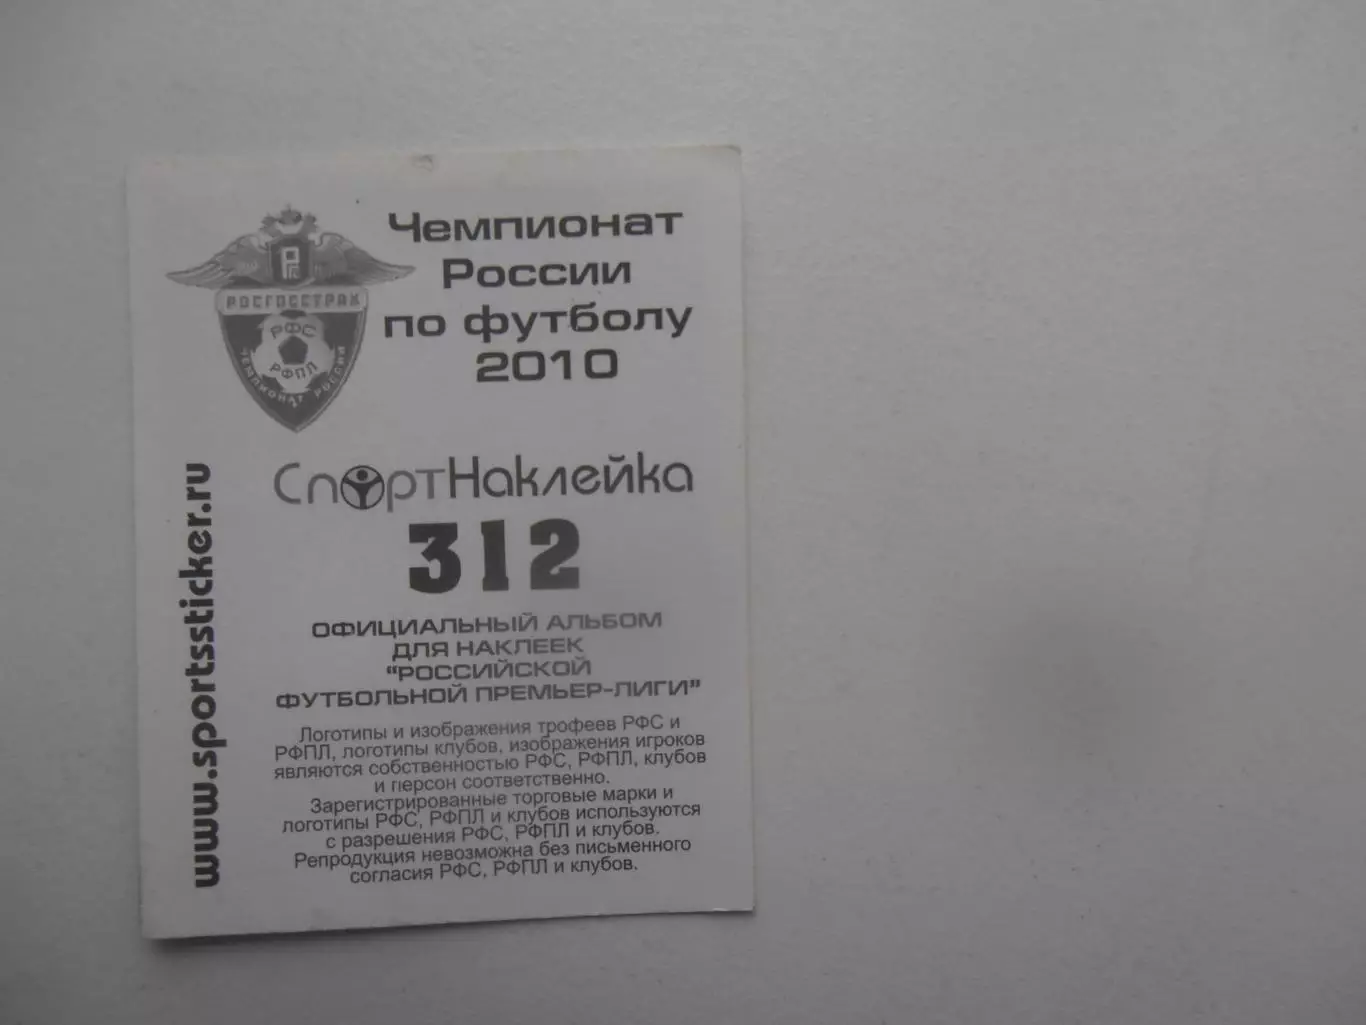 Чемпионат
России
по футболу
2010
РГС
РОСГОССТРАХ
РФС
РФПЛ
ЧЕМПИОНАТ РОССИИ
www.sportssticker.ru
СпортНаклейка
312
ОФИЦИАЛЬНЫЙ АЛЬБОМ
ДЛЯ НАКЛЕЕК
“РОССИЙСКОЙ
ФУТБОЛЬНОЙ ПРЕМЬЕР-ЛИГИ”
Логотипы и изображения трофеев РФС и
РФПЛ, логотипы клубов, изображения игроков
являются собственностью РФС, РФПЛ, клубов
и персон соответственно.
Зарегистрированные торговые марки и
логотипы РФС, РФПЛ и клубов используются
с разрешения РФС, РФПЛ и клубов.
Репродукция невозможна без письменного
согласия РФС, РФПЛ и клубов.